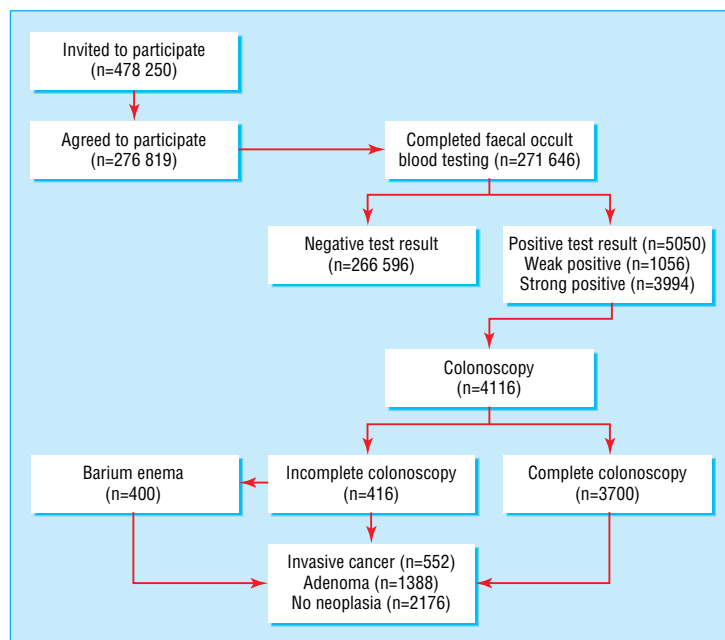 Invited to participate
(n=478 250)
Agreed to participate
(n=276 819)
Completed faecal occult
blood testing (n=271 646)
Negative test result
(n=266 596)
Positive test result (n=5050)
Weak positive (n=1056)
Strong positive (n=3994)
Colonoscopy
(n=4116)
Barium enema
(n=400)
Incomplete colonoscopy
(n=416)
Complete colonoscopy
(n=3700)
Invasive cancer (n=552)
Adenoma (n=1388)
No neoplasia (n=2176)